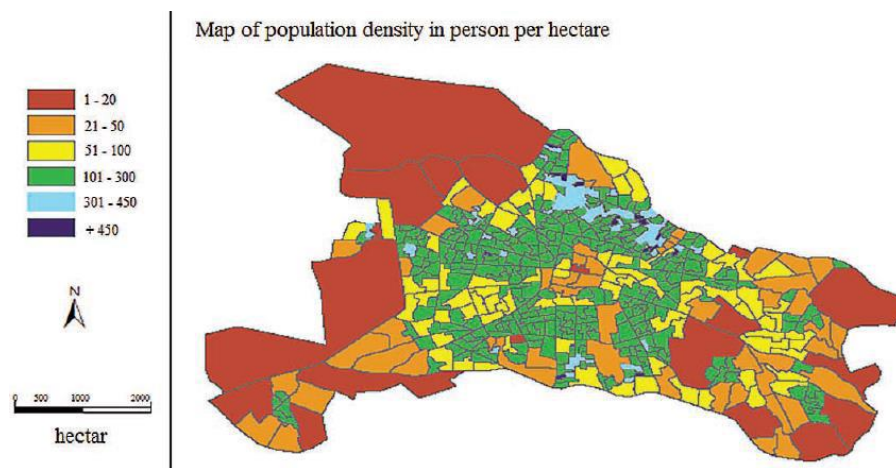 Map of population density in person per hectare
1 - 20
21 - 50
51 - 100
101 - 300
301 - 450
+ 450
N
0 500 1000 2000
hectar